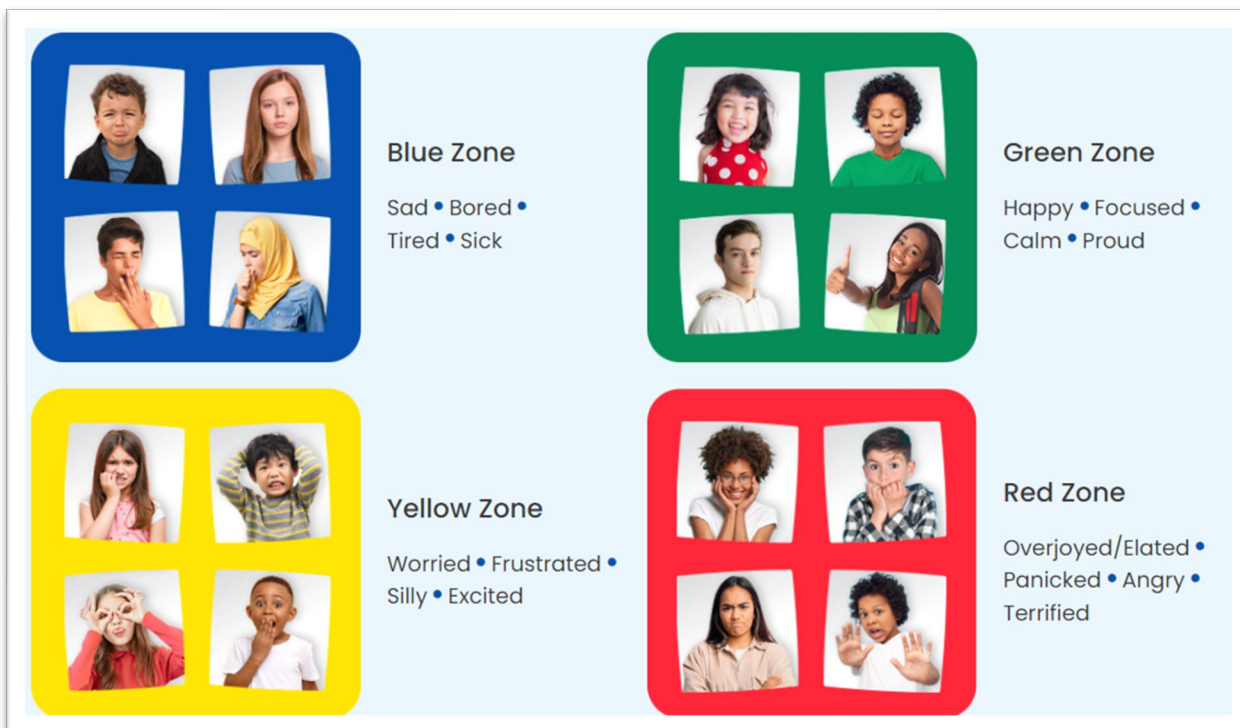 Blue Zone
Sad • Bored •
Tired • Sick
Green Zone
Happy • Focused •
Calm • Proud
Yellow Zone
Worried • Frustrated •
Silly • Excited
Red Zone
Overjoyed/Elated •
Panicked • Angry •
Terrified